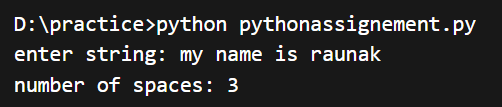 D:\practice>python pythonassignement.py
enter string: my name is raunak
number of spaces: 3